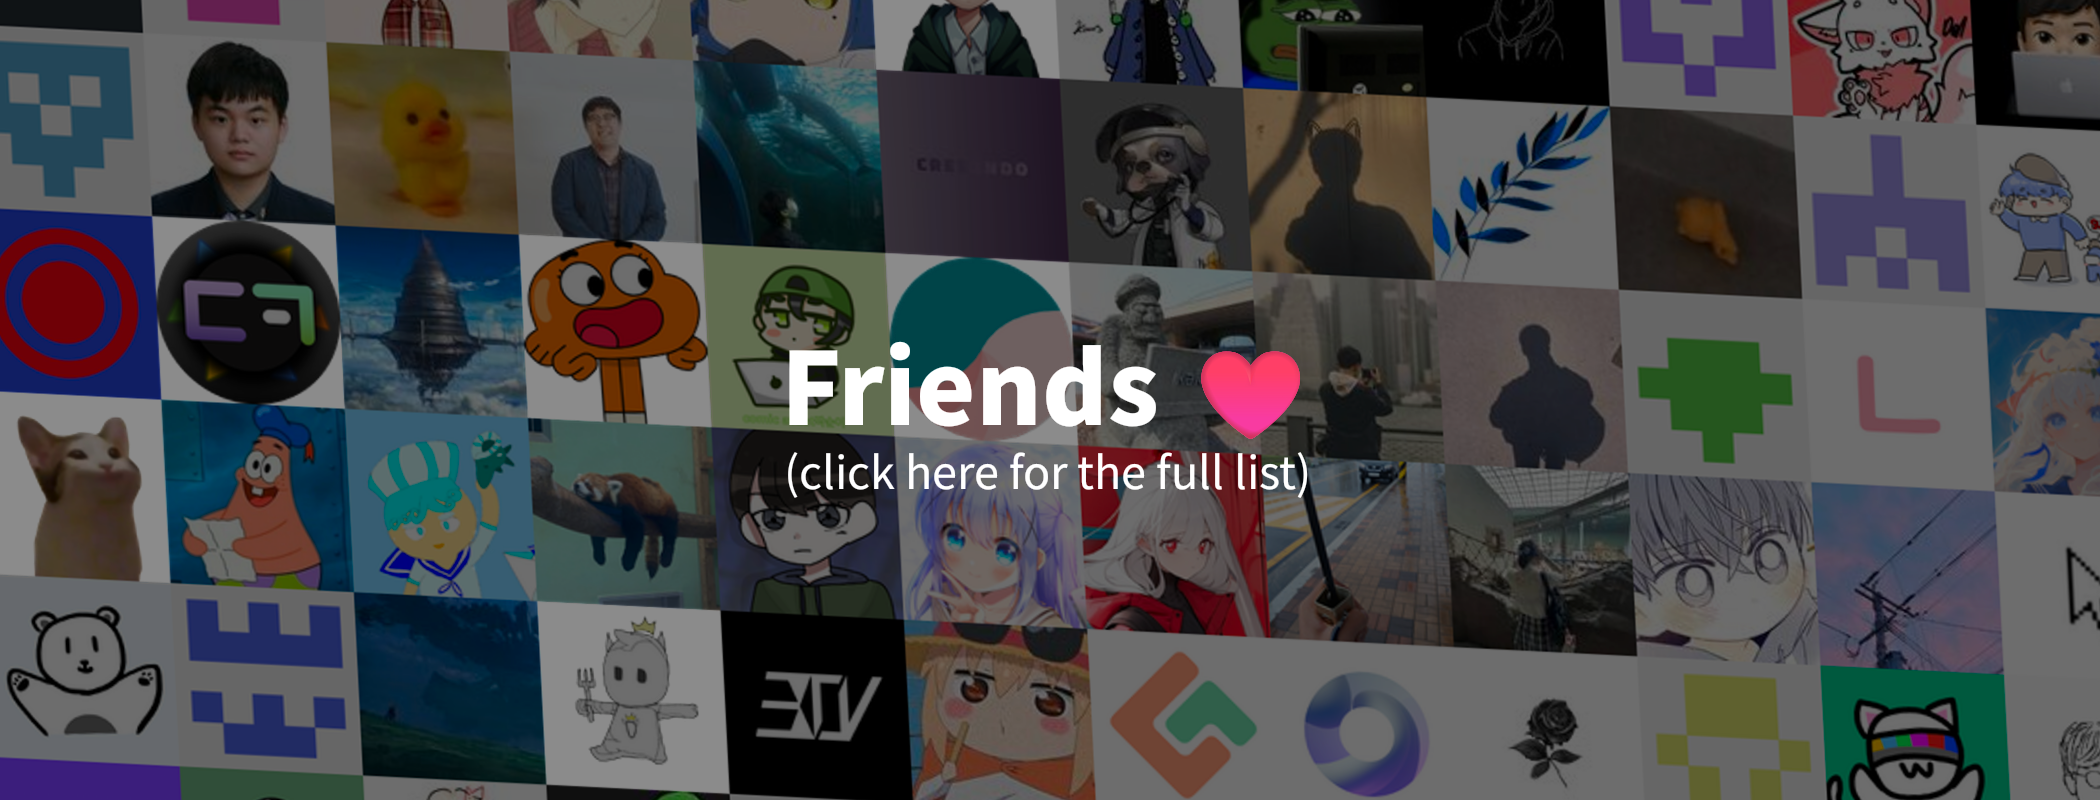 Friends ❤
(click here for the full list)